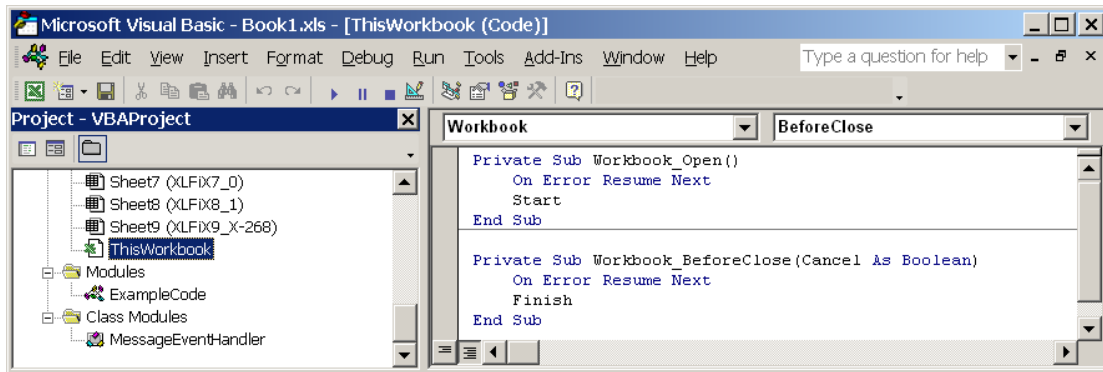 Microsoft Visual Basic - Book1.xls - [ThisWorkbook (Code)]
File Edit View Insert Format Debug Run Tools Add-Ins Window Help Type a question for help
Project - VBAProject
Workbook BeforeClose
Sheet7 (XLFiX7_0)
Sheet8 (XLFiX8_1)
Sheet9 (XLFiX9_X-268)
ThisWorkbook
Modules
ExampleCode
Class Modules
MessageEventHandler
Private Sub Workbook_Open()
On Error Resume Next
Start
End Sub
Private Sub Workbook_BeforeClose(Cancel As Boolean)
On Error Resume Next
Finish
End Sub